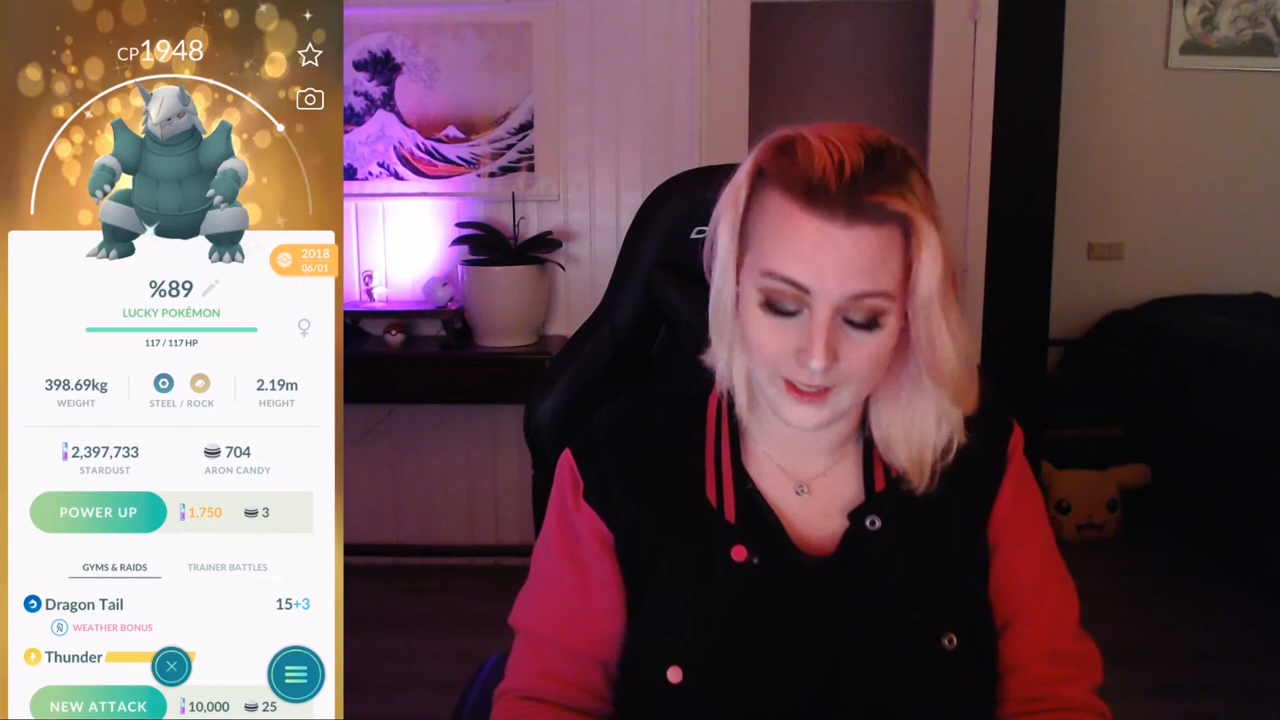 CP1948
2018
06/01
%89
LUCKY POKÉMON
117 / 117 HP
398.69kg
WEIGHT
STEEL / ROCK
2.19m
HEIGHT
2,397,733
STARDUST
704
ARON CANDY
POWER UP
1,750
3
GYMS & RAIDS
TRAINER BATTLES
Dragon Tail
15+3
WEATHER BONUS
Thunder
NEW ATTACK
10,000
25